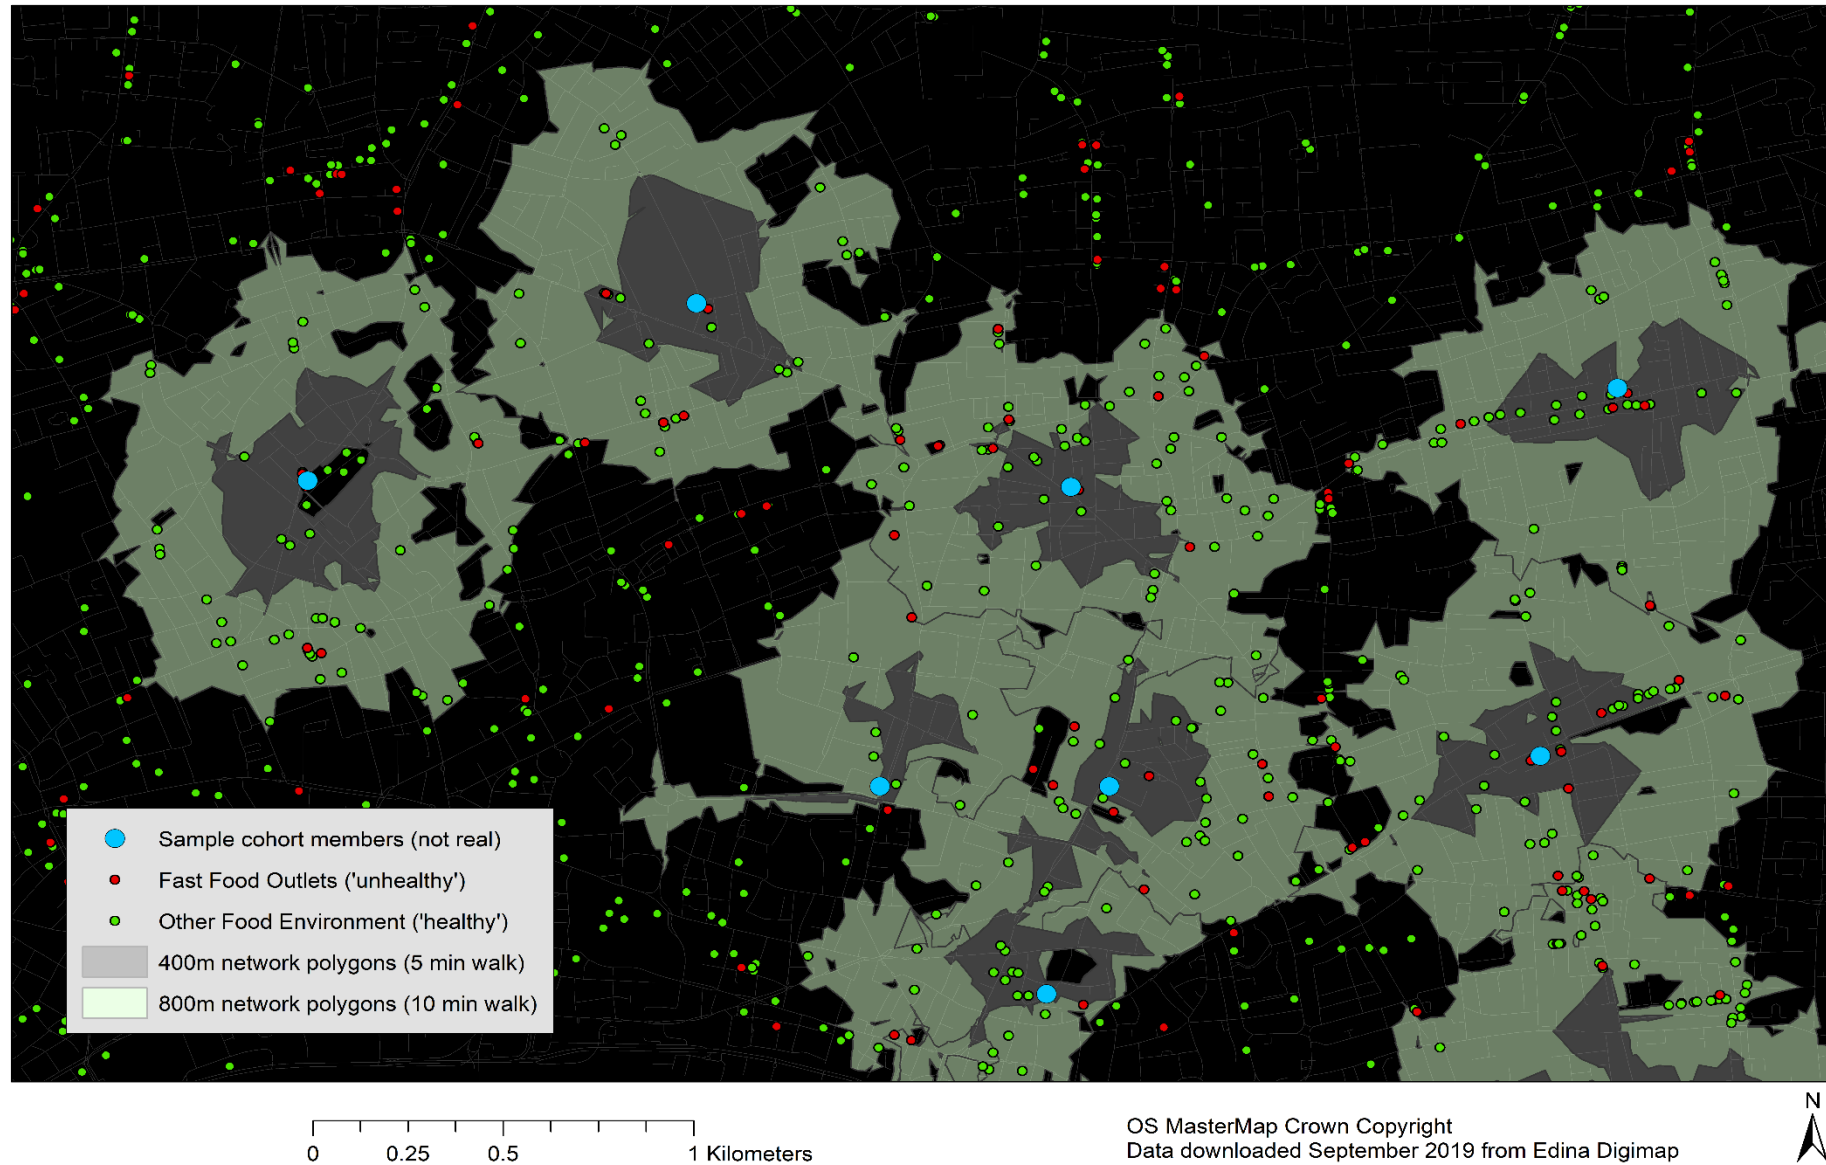 Sample cohort members (not real)
Fast Food Outlets ('unhealthy')
Other Food Environment ('healthy')
400m network polygons (5 min walk)
800m network polygons (10 min walk)
0 0.25 0.5 1 Kilometers
OS MasterMap Crown Copyright
Data downloaded September 2019 from Edina Digimap
N